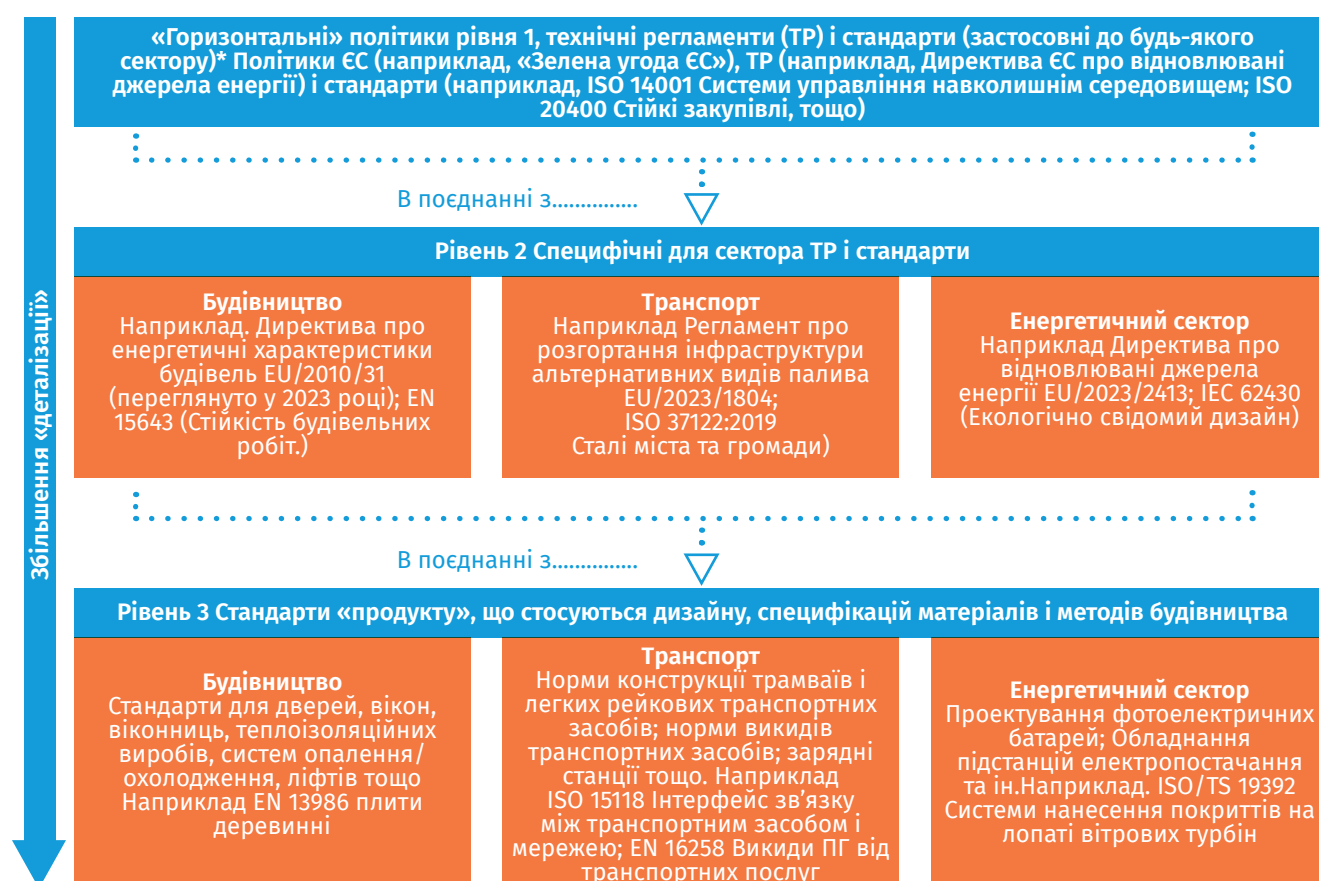 «Горизонтальні» політики рівня 1, технічні регламенти (ТР) і стандарти (застосовні до будь-якого
сектору)* Політики ЄС (наприклад, «Зелена угода ЄС»), ТР (наприклад, Директива ЄС про відновлювані
джерела енергії) і стандарти (наприклад, ISO 14001 Системи управління навколишнім середовищем; ISO
20400 Стійкі закупівлі, тощо)
В поєднанні з...............
Збільшення «деталізації»
Рівень 2 Специфічні для сектора ТР і стандарти
Будівництво
Наприклад. Директива про
енергетичні характеристики
будівель EU/2010/31
(переглянуто у 2023 році); EN
15643 (Стійкість будівельних
робіт.)
Транспорт
Наприклад Регламент про
розгортання інфраструктури
альтернативних видів палива
EU/2023/1804;
ISO 37122:2019
Сталі міста та громади)
Енергетичний сектор
Наприклад Директива про
відновлювані джерела
енергії EU/2023/2413; IEC 62430
(Екологічно свідомий дизайн)
В поєднанні з...............
Рівень 3 Стандарти «продукту», що стосуються дизайну, специфікацій матеріалів і методів будівництва
Будівництво
Стандарти для дверей, вікон,
віконниць, теплоізоляційних
виробів, систем опалення/
охолодження, ліфтів тощо
Наприклад EN 13986 плити
деревинні
Транспорт
Норми конструкції трамваїв і
легких рейкових транспортних
засобів; норми викидів
транспортних засобів; зарядні
станції тощо. Наприклад
ISO 15118 Інтерфейс зв’язку
між транспортним засобом і
мережею; EN 16258 Викиди ПГ від
транспортних послуг
Енергетичний сектор
Проектування фотоелектричних
батарей; Обладнання
підстанцій електропостачання
та ін.Наприклад. ISO/TS 19392
Системи нанесення покриттів на
лопаті вітрових турбін